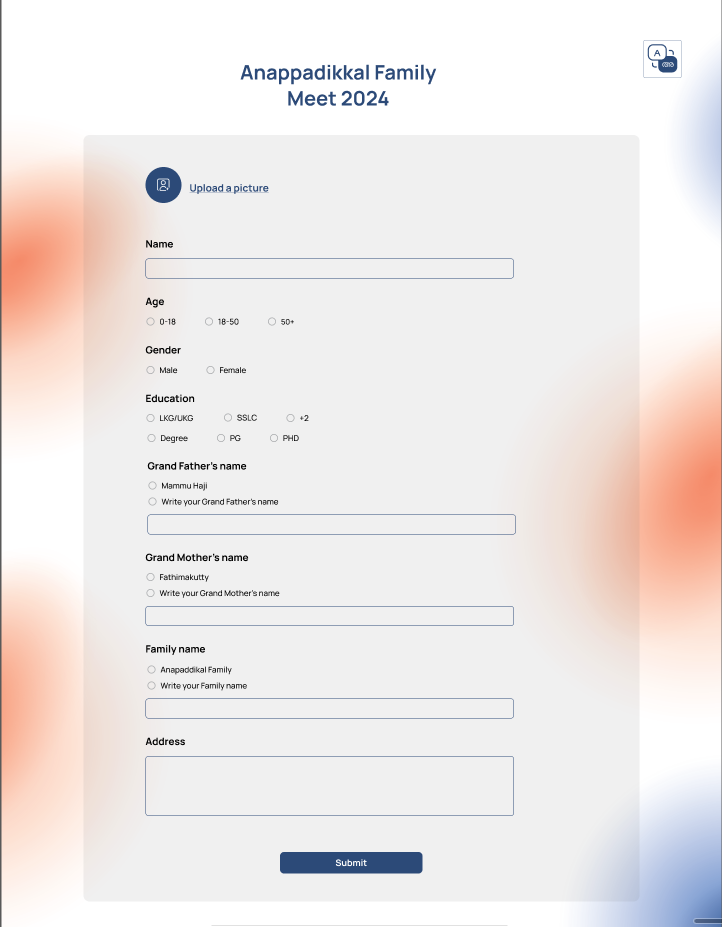 Anappadikkal Family
Meet 2024
A
Upload a picture
Name
Age
0-18 18-50 50+
Gender
Male Female
Education
LKG/UKG SSLC +2
Degree PG PHD
Grand Father's name
Mammu Haji
Write your Grand Father's name
Grand Mother's name
Fathimakutty
Write your Grand Mother's name
Family name
Anapaddikal Family
Write your Family name
Address
Submit